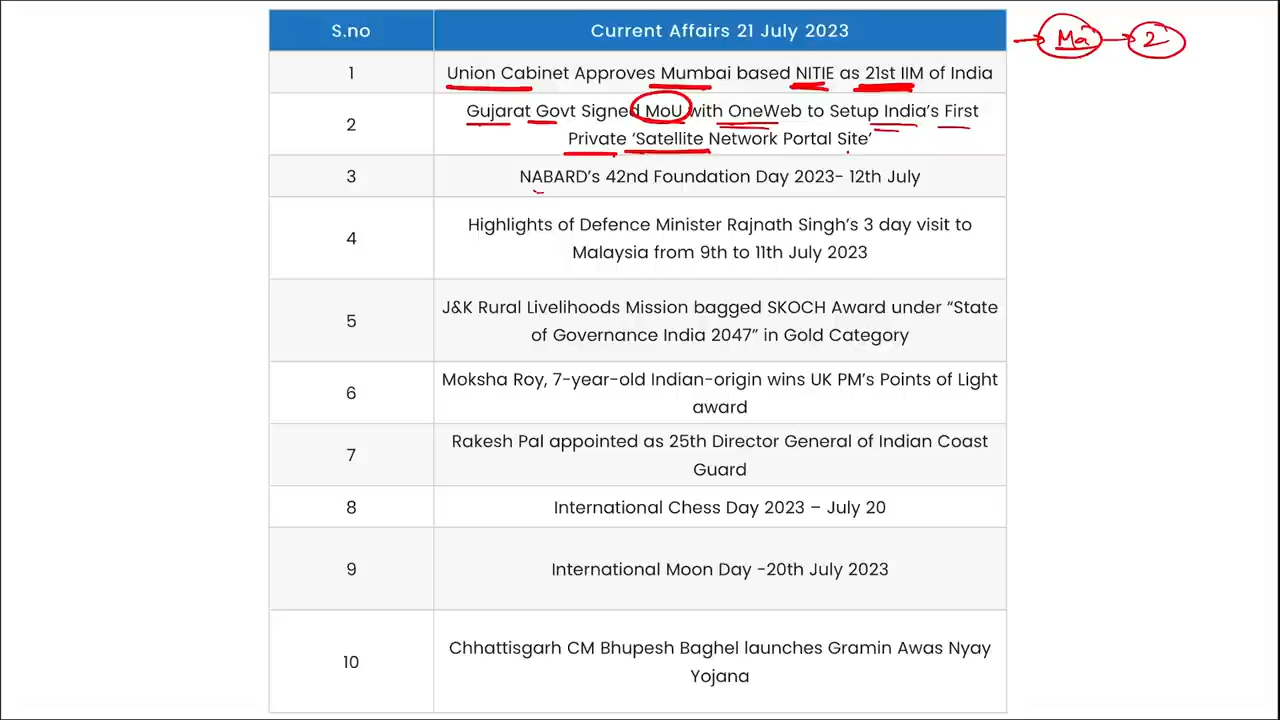 S.no Current Affairs 21 July 2023
1 Union Cabinet Approves Mumbai based NITIE as 21st IIM of India
2 Gujarat Govt Signed MoU with OneWeb to Setup India's First
Private 'Satellite Network Portal Site'
3 NABARD's 42nd Foundation Day 2023- 12th July
4 Highlights of Defence Minister Rajnath Singh's 3 day visit to
Malaysia from 9th to 11th July 2023
5 J&K Rural Livelihoods Mission bagged SKOCH Award under “State
of Governance India 2047” in Gold Category
6 Moksha Roy, 7-year-old Indian-origin wins UK PM's Points of Light
award
7 Rakesh Pal appointed as 25th Director General of Indian Coast
Guard
8 International Chess Day 2023 – July 20
9 International Moon Day -20th July 2023
10 Chhattisgarh CM Bhupesh Baghel launches Gramin Awas Nyay
Yojana